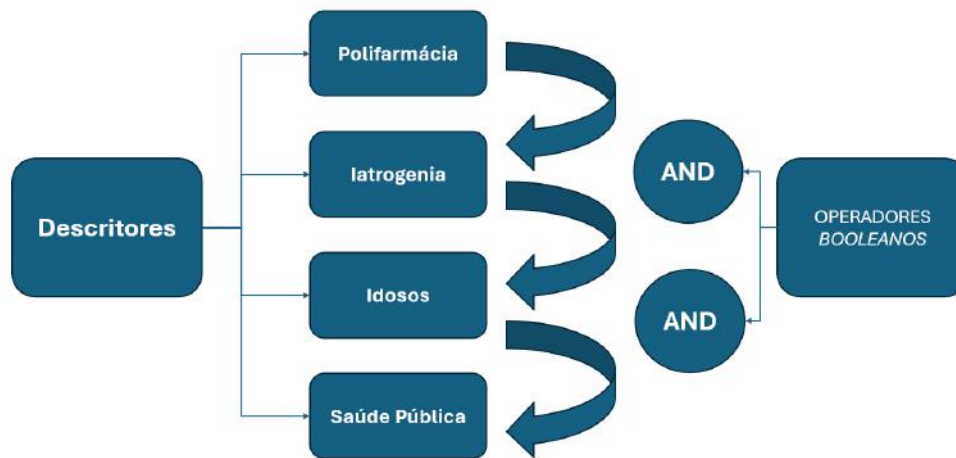 Descritores
Polifarmácia
Iatrogenia
Idosos
Saúde Pública
AND
AND
OPERADORES
BOOLEANOS